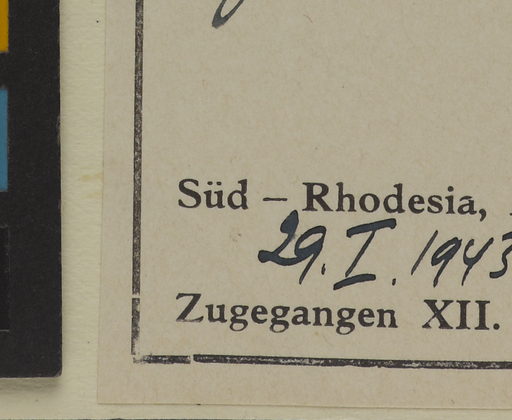 Süd – Rhodesia,
29. I. 1943
Zugegangen XII.